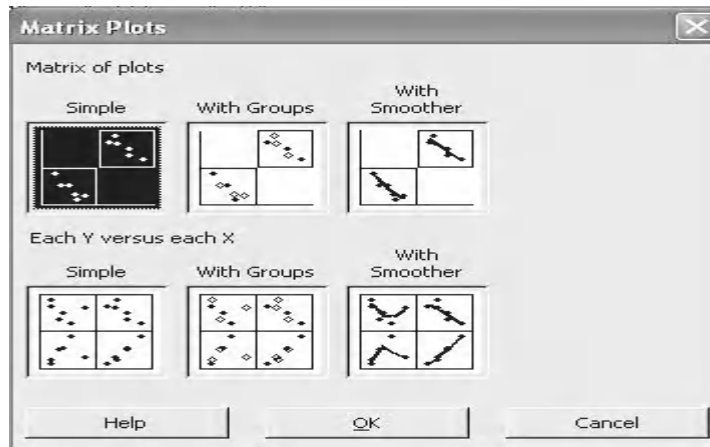 Matrix Plots
Matrix of plots
Simple
With Groups
With
Smoother
Each Y versus each X
Simple
With Groups
With
Smoother
Help
OK
Cancel